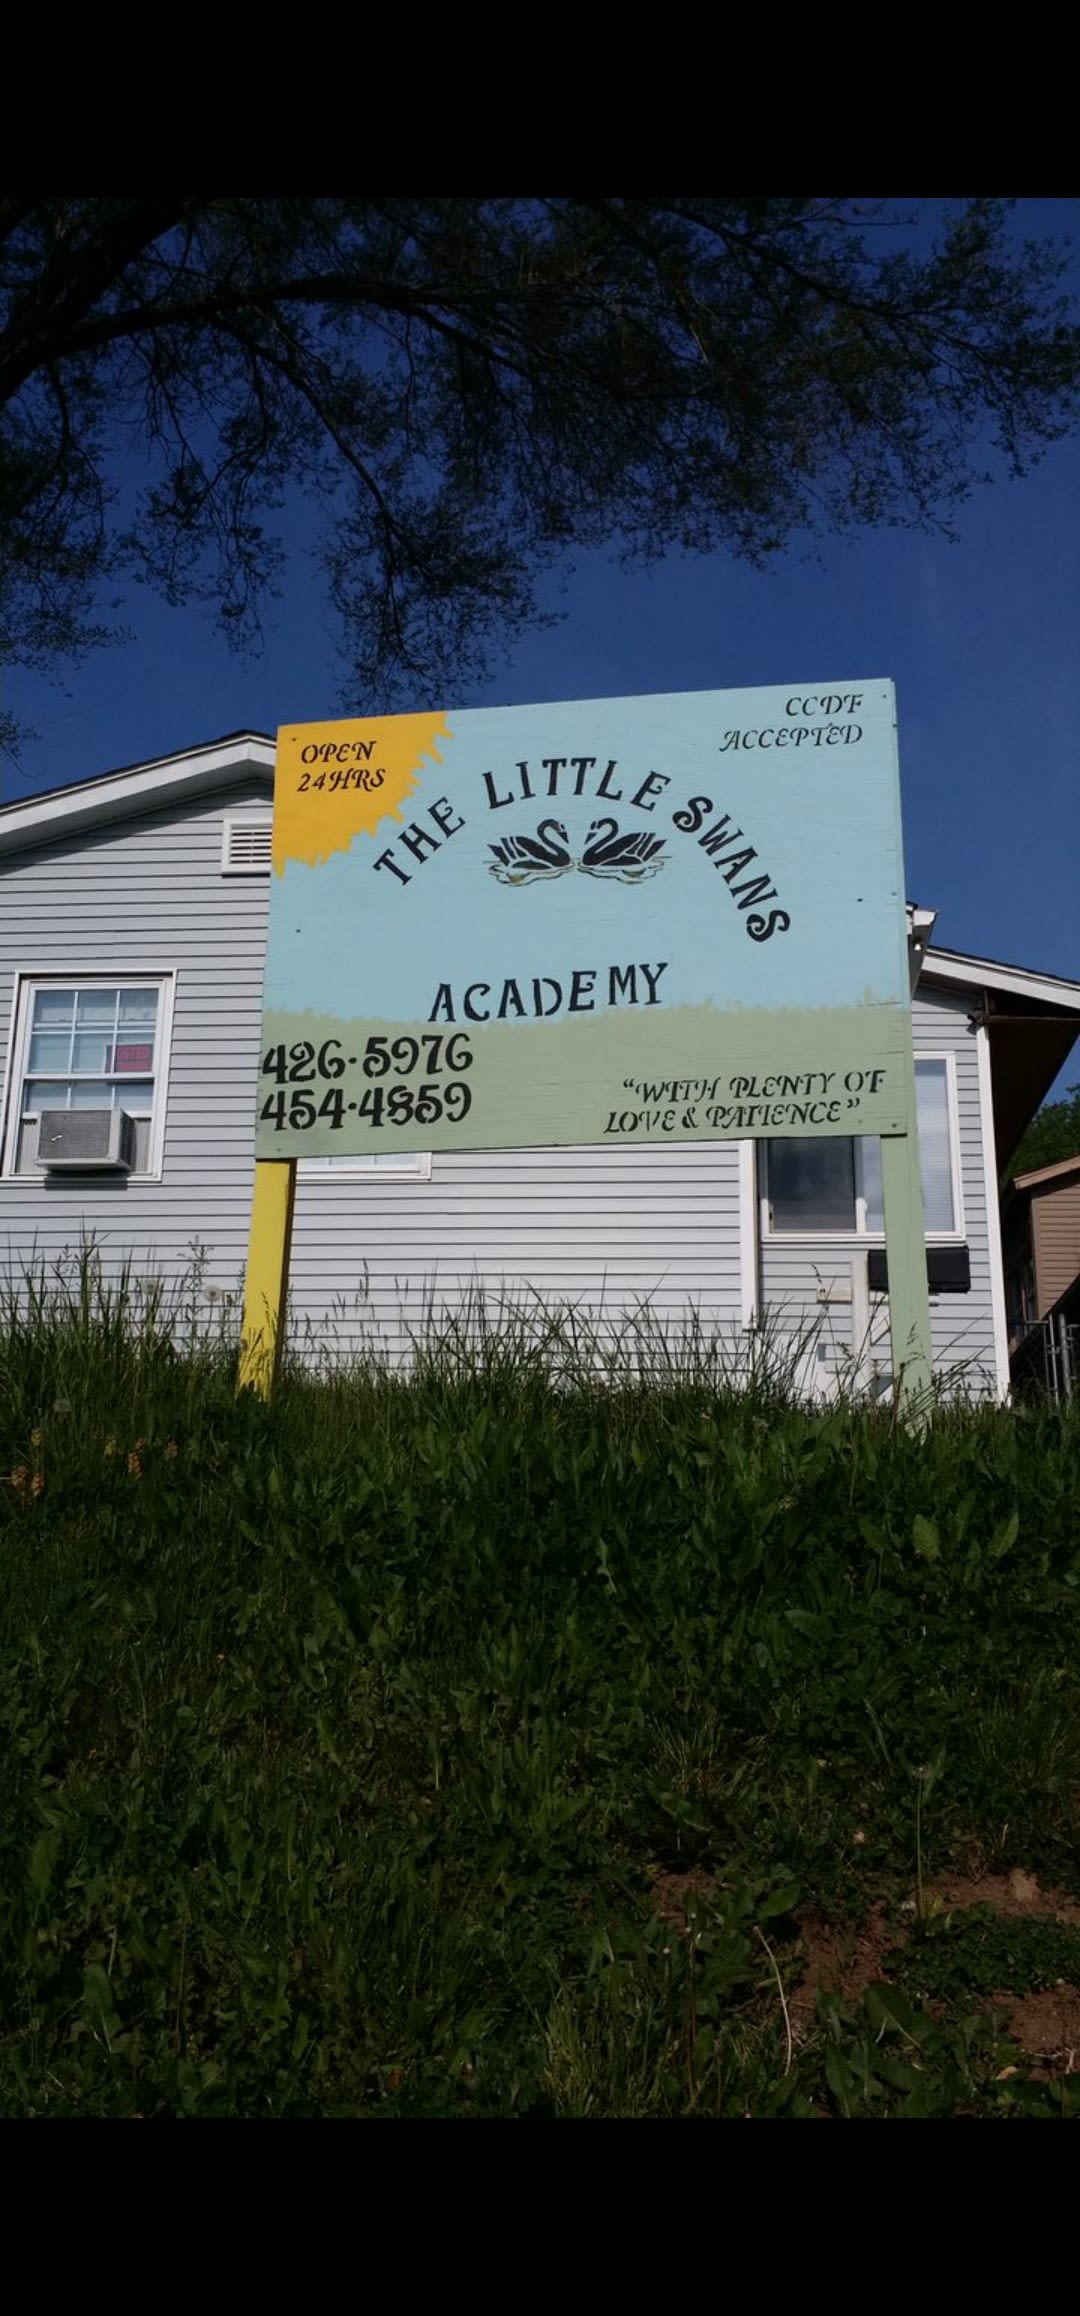 OPEN
24HRS
CCDF
ACCEPTED
THE LITTLE SWANS
ACADEMY
426·5976
454·4859
"WITH PLENTY OF
LOVE & PATIENCE"